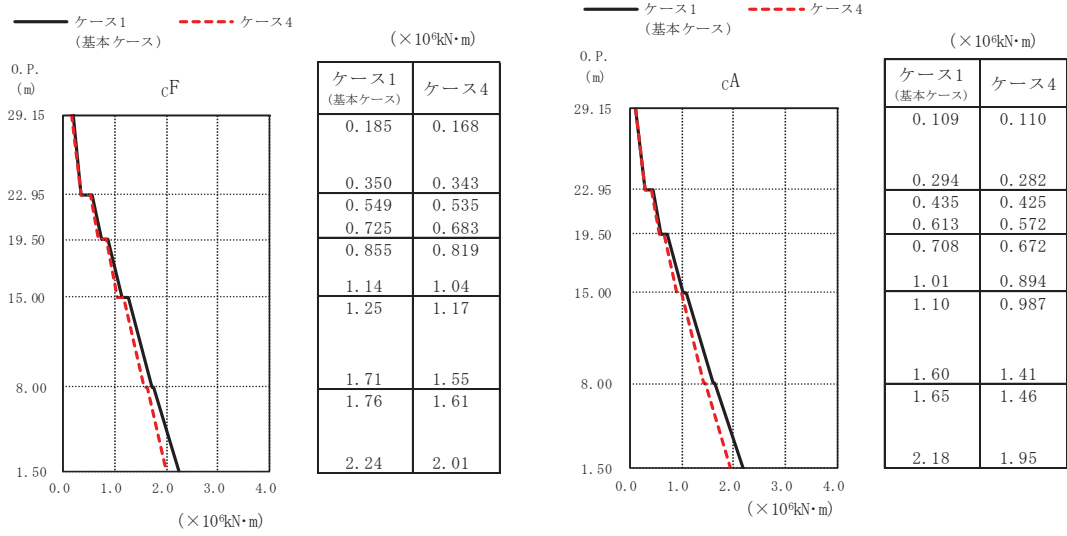 ケース1
(基本ケース)
ケース4
(×10⁶kN・m)
O.P.
(m)
cF
29.15
22.95
19.50
15.00
8.00
1.50
0.0 1.0 2.0 3.0 4.0
(×10⁶kN・m)
ケース1
(基本ケース)
ケース4
0.185 0.168
0.350 0.343
0.549 0.535
0.725 0.683
0.855 0.819
1.14 1.04
1.25 1.17
1.71 1.55
1.76 1.61
2.24 2.01
ケース1
(基本ケース)
ケース4
(×10⁶kN・m)
O.P.
(m)
cA
29.15
22.95
19.50
15.00
8.00
1.50
0.0 1.0 2.0 3.0 4.0
(×10⁶kN・m)
ケース1
(基本ケース)
ケース4
0.109 0.110
0.294 0.282
0.435 0.425
0.613 0.572
0.708 0.672
1.01 0.894
1.10 0.987
1.60 1.41
1.65 1.46
2.18 1.95